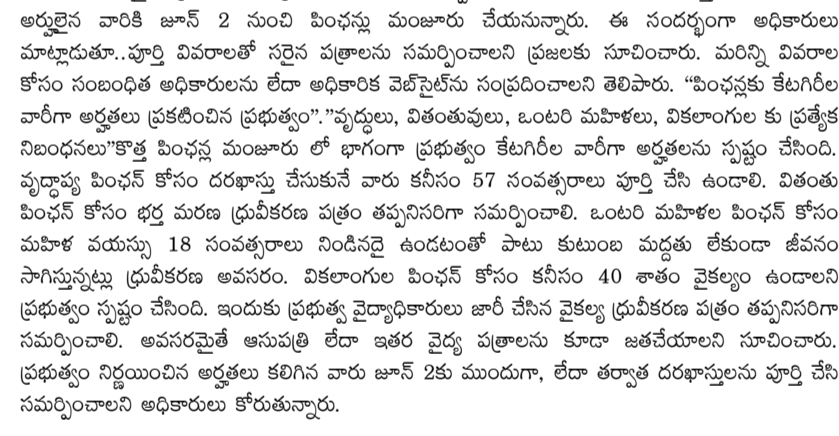 అర్హులైన వారికి జూన్ 2 నుంచి పింఛన్లు మంజూరు చేయనున్నారు. ఈ సందర్భంగా అధికారులు
మాట్లాడుతూ..పూర్తి వివరాలతో సరైన పత్రాలను సమర్పించాలని ప్రజలకు సూచించారు. మరిన్ని వివరాల
కోసం సంబంధిత అధికారులను లేదా అధికారిక వెబ్‌సైట్‌ను సంప్రదించాలని తెలిపారు. “పింఛన్లకు కేటగిరీల
వారీగా అర్హతలు ప్రకటించిన ప్రభుత్వం”.”వృద్ధులు, వితంతువులు, ఒంటరి మహిళలు, వికలాంగుల కు ప్రత్యేక
నిబంధనలు”కొత్త పింఛన్ల మంజూరు లో భాగంగా ప్రభుత్వం కేటగిరీల వారీగా అర్హతలను స్పష్టం చేసింది.
వృద్ధాప్య పింఛన్ కోసం దరఖాస్తు చేసుకునే వారు కనీసం 57 సంవత్సరాలు పూర్తి చేసి ఉండాలి. వితంతు
పింఛన్ కోసం భర్త మరణ ధ్రువీకరణ పత్రం తప్పనిసరిగా సమర్పించాలి. ఒంటరి మహిళల పింఛన్ కోసం
మహిళ వయస్సు 18 సంవత్సరాలు నిండినదై ఉండటంతో పాటు కుటుంబ మద్దతు లేకుండా జీవనం
సాగిస్తున్నట్లు ధ్రువీకరణ అవసరం. వికలాంగుల పింఛన్ కోసం కనీసం 40 శాతం వైకల్యం ఉండాలని
ప్రభుత్వం స్పష్టం చేసింది. ఇందుకు ప్రభుత్వ వైద్యాధికారులు జారీ చేసిన వైకల్య ధ్రువీకరణ పత్రం తప్పనిసరిగా
సమర్పించాలి. అవసరమైతే ఆసుపత్రి లేదా ఇతర వైద్య పత్రాలను కూడా జతచేయాలని సూచించారు.
ప్రభుత్వం నిర్ణయించిన అర్హతలు కలిగిన వారు జూన్ 2కు ముందుగా, లేదా తర్వాత దరఖాస్తులను పూర్తి చేసి
సమర్పించాలని అధికారులు కోరుతున్నారు.